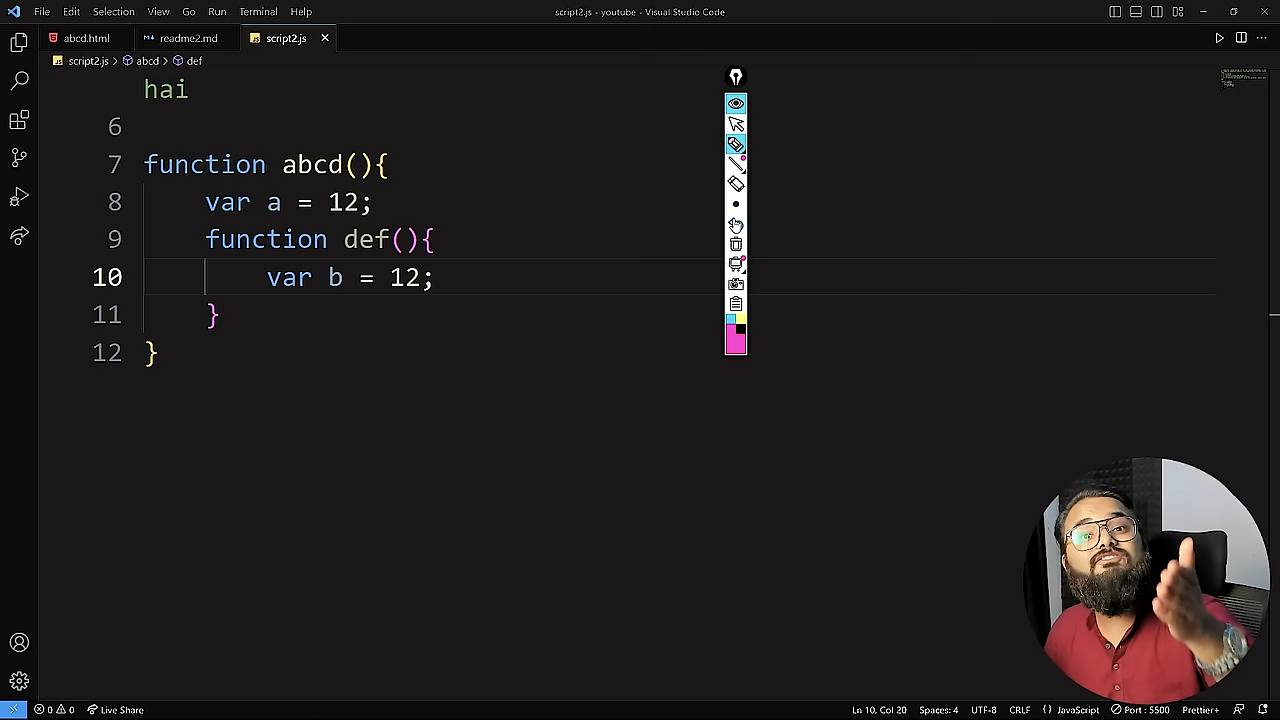 File Edit Selection View Go Run Terminal Help
script2.js - youtube - Visual Studio Code
abcd.html
readme2.md
script2.js
script2.js > abcd > def
hai
6
7 function abcd(){
8 var a = 12;
9 function def(){
10 var b = 12;
11 }
12 }
0 0 Live Share
Ln 10, Col 20 Spaces: 4 UTF-8 CRLF {} JavaScript Port : 5500 Prettier